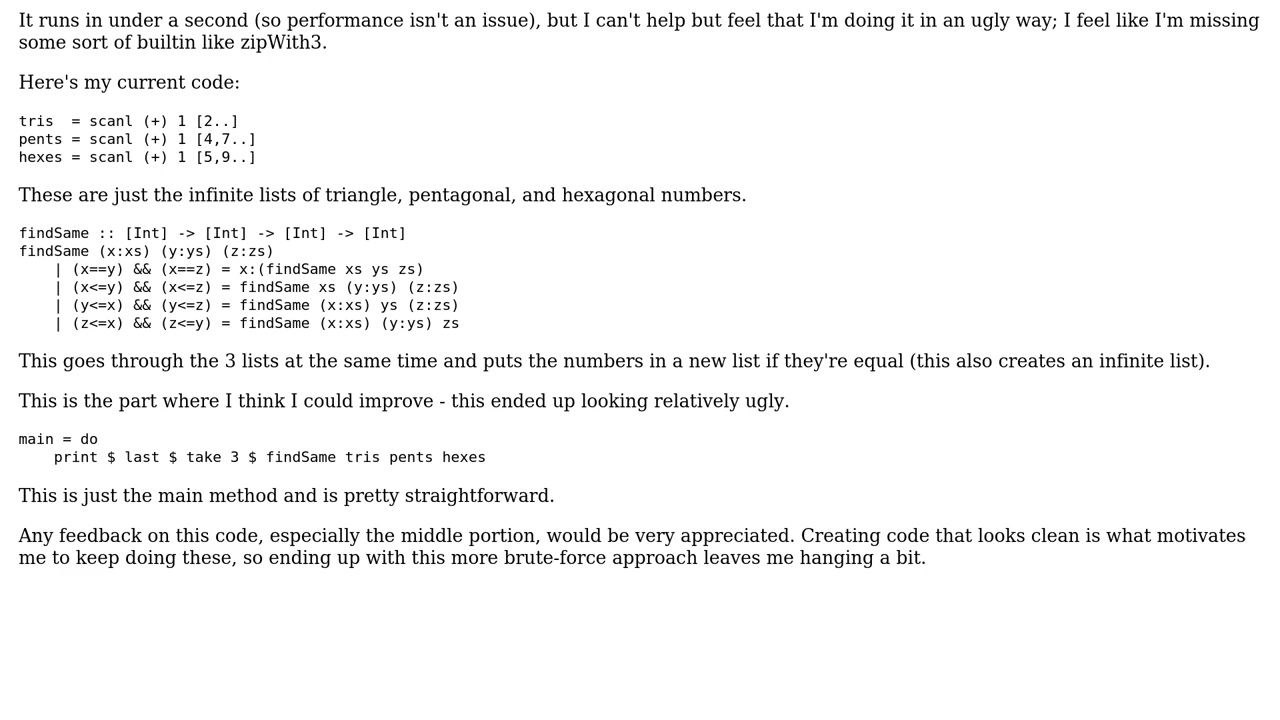 It runs in under a second (so performance isn't an issue), but I can't help but feel that I'm doing it in an ugly way; I feel like I'm missing
some sort of builtin like zipWith3.
Here's my current code:
tris  = scanl (+) 1 [2..]
pents = scanl (+) 1 [4,7..]
hexes = scanl (+) 1 [5,9..]
These are just the infinite lists of triangle, pentagonal, and hexagonal numbers.
findSame :: [Int] -> [Int] -> [Int] -> [Int]
findSame (x:xs) (y:ys) (z:zs)
    | (x==y) && (x==z) = x:(findSame xs ys zs)
    | (x<=y) && (x<=z) = findSame xs (y:ys) (z:zs)
    | (y<=x) && (y<=z) = findSame (x:xs) ys (z:zs)
    | (z<=x) && (z<=y) = findSame (x:xs) (y:ys) zs
This goes through the 3 lists at the same time and puts the numbers in a new list if they're equal (this also creates an infinite list).
This is the part where I think I could improve - this ended up looking relatively ugly.
main = do
    print $ last $ take 3 $ findSame tris pents hexes
This is just the main method and is pretty straightforward.
Any feedback on this code, especially the middle portion, would be very appreciated. Creating code that looks clean is what motivates
me to keep doing these, so ending up with this more brute-force approach leaves me hanging a bit.